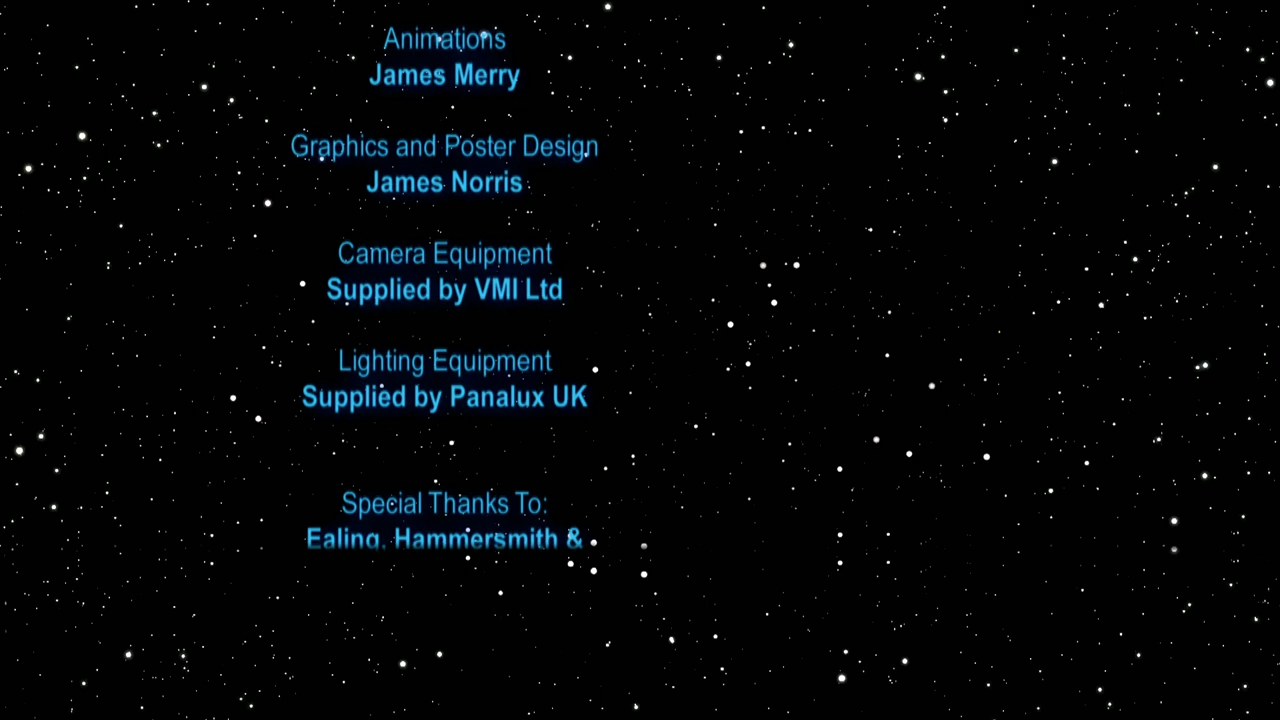 Animations
James Merry
Graphics and Poster Design
James Norris
Camera Equipment
Supplied by VMI Ltd
Lighting Equipment
Supplied by Panalux UK
Special Thanks To:
Ealing, Hammersmith &